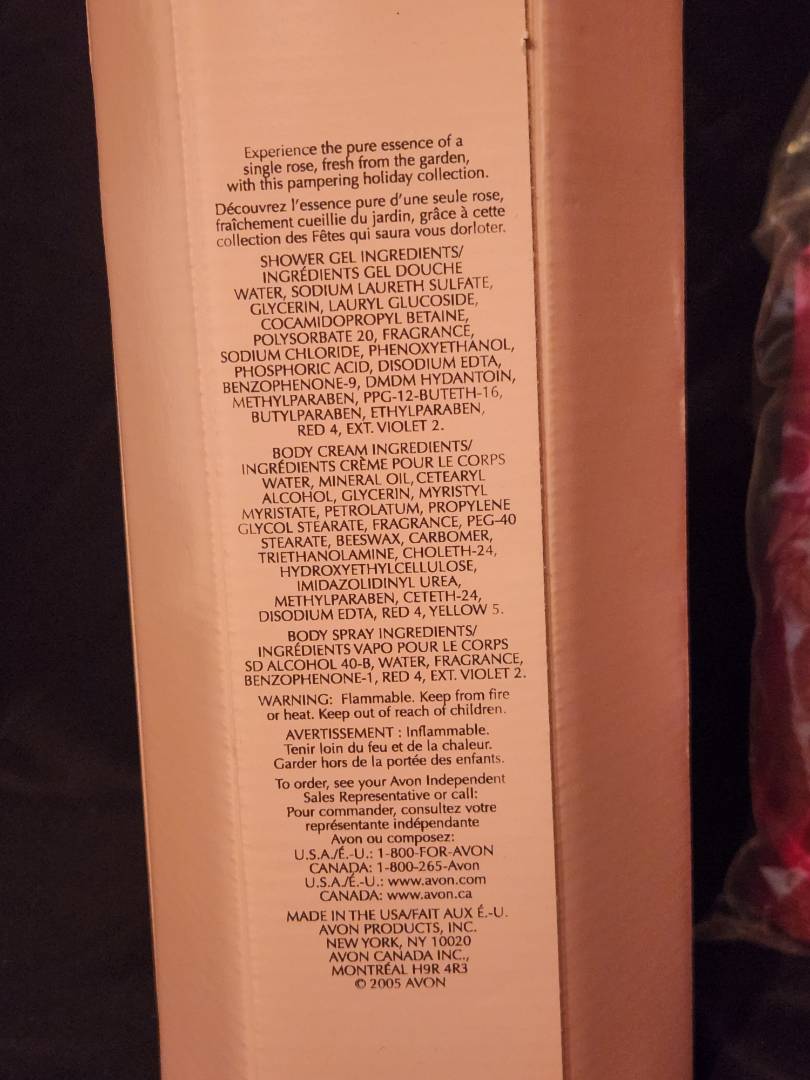 Experience the pure essence of a
single rose, fresh from the garden,
with this pampering holiday collection.
Découvrez l'essence pure d'une seule rose,
fraîchement cueillie du jardin, grâce à cette
collection des Fêtes qui saura vous dorloter.
SHOWER GEL INGREDIENTS/
INGRÉDIENTS GEL DOUCHE
WATER, SODIUM LAURETH SULFATE,
GLYCERIN, LAURYL GLUCOSIDE,
COCAMIDOPROPYL BETAINE,
POLYSORBATE 20, FRAGRANCE,
SODIUM CHLORIDE, PHENOXYETHANOL,
PHOSPHORIC ACID, DISODIUM EDTA,
BENZOPHENONE-9, DMDM HYDANTOIN,
METHYLPARABEN, PPG-12-BUTETH-16,
BUTYLPARABEN, ETHYLPARABEN,
RED 4, EXT. VIOLET 2.
BODY CREAM INGREDIENTS/
INGRÉDIENTS CRÈME POUR LE CORPS
WATER, MINERAL OIL, CETEARYL
ALCOHOL, GLYCERIN, MYRISTYL
MYRISTATE, PETROLATUM, PROPYLENE
GLYCOL STEARATE, FRAGRANCE, PEG-40
STEARATE, BEESWAX, CARBOMER,
TRIETHANOLAMINE, CHOLETH-24,
HYDROXYETHYLCELLULOSE,
IMIDAZOLIDINYL UREA,
METHYLPARABEN, CETETH-24,
DISODIUM EDTA, RED 4, YELLOW 5.
BODY SPRAY INGREDIENTS/
INGRÉDIENTS VAPO POUR LE CORPS
SD ALCOHOL 40-B, WATER, FRAGRANCE,
BENZOPHENONE-1, RED 4, EXT. VIOLET 2.
WARNING: Flammable. Keep from fire
or heat. Keep out of reach of children.
AVERTISSEMENT : Inflammable.
Tenir loin du feu et de la chaleur.
Garder hors de la portée des enfants.
To order, see your Avon Independent
Sales Representative or call:
Pour commander, consultez votre
représentante indépendante
Avon ou composez:
U.S.A./É.-U.: 1-800-FOR-AVON
CANADA: 1-800-265-Avon
U.S.A./É.-U.: www.avon.com
CANADA: www.avon.ca
MADE IN THE USA/FAIT AUX É.-U.
AVON PRODUCTS, INC.
NEW YORK, NY 10020
AVON CANADA INC.,
MONTRÉAL H9R 4R3
© 2005 AVON